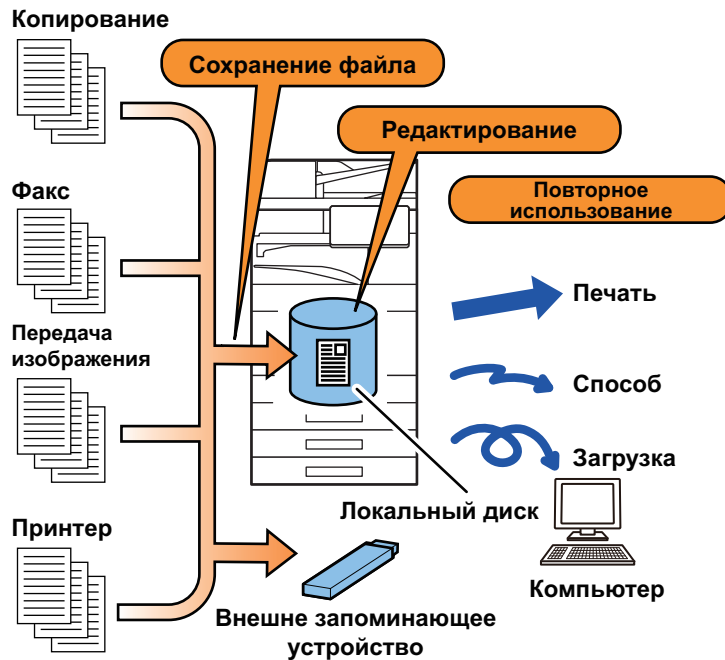 Копирование
Сохранение файла
Редактирование
Факс
Повторное
использование
Печать
Передача
изображения
Способ
Загрузка
Локальный диск
Принтер
Компьютер
Внешне запоминающее
устройство